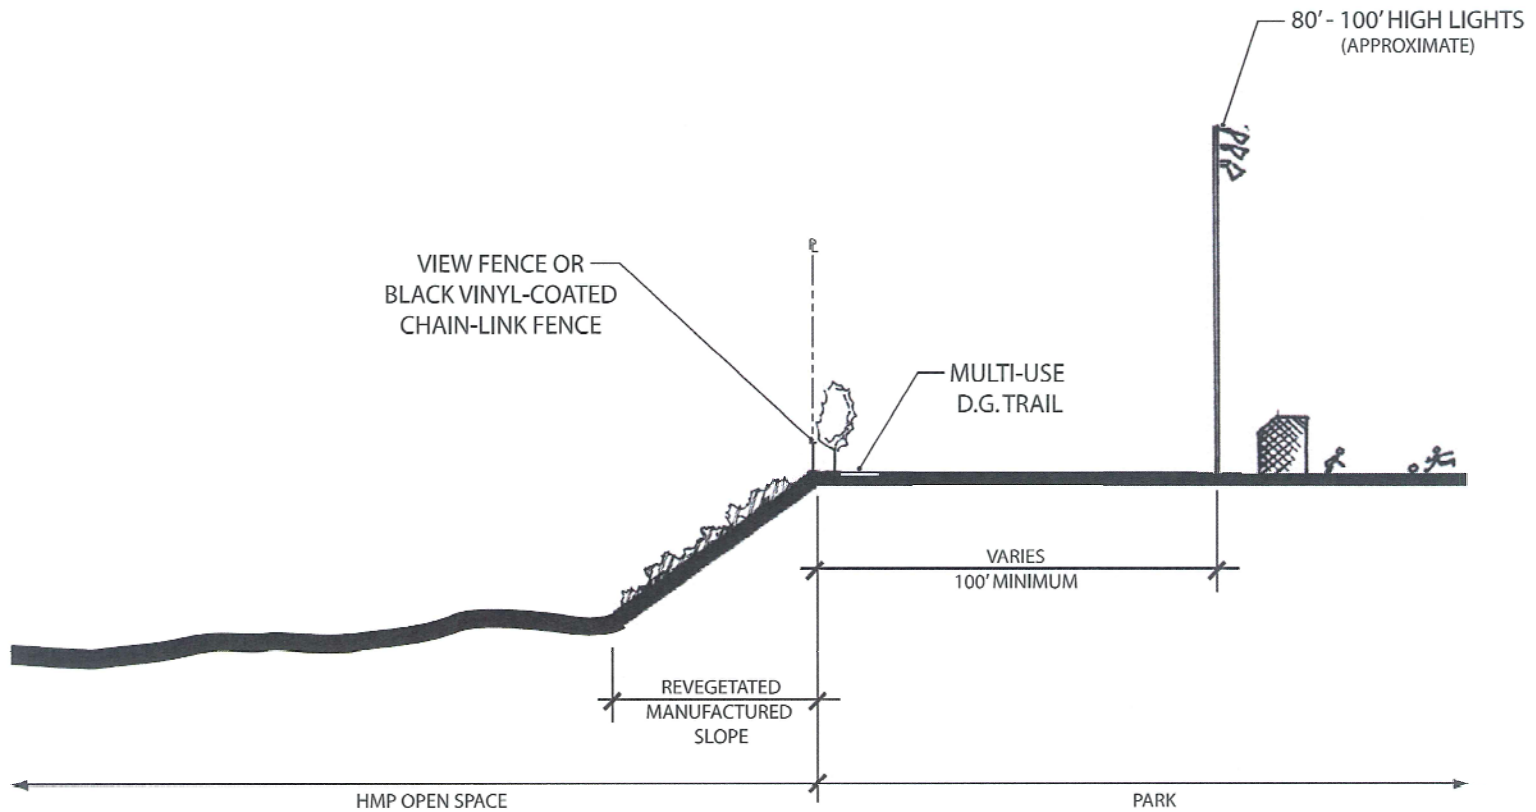 80' - 100' HIGH LIGHTS
(APPROXIMATE)
PL
VIEW FENCE OR
BLACK VINYL-COATED
CHAIN-LINK FENCE
MULTI-USE
D.G. TRAIL
VARIES
100' MINIMUM
REVEGETATED
MANUFACTURED
SLOPE
HMP OPEN SPACE
PARK